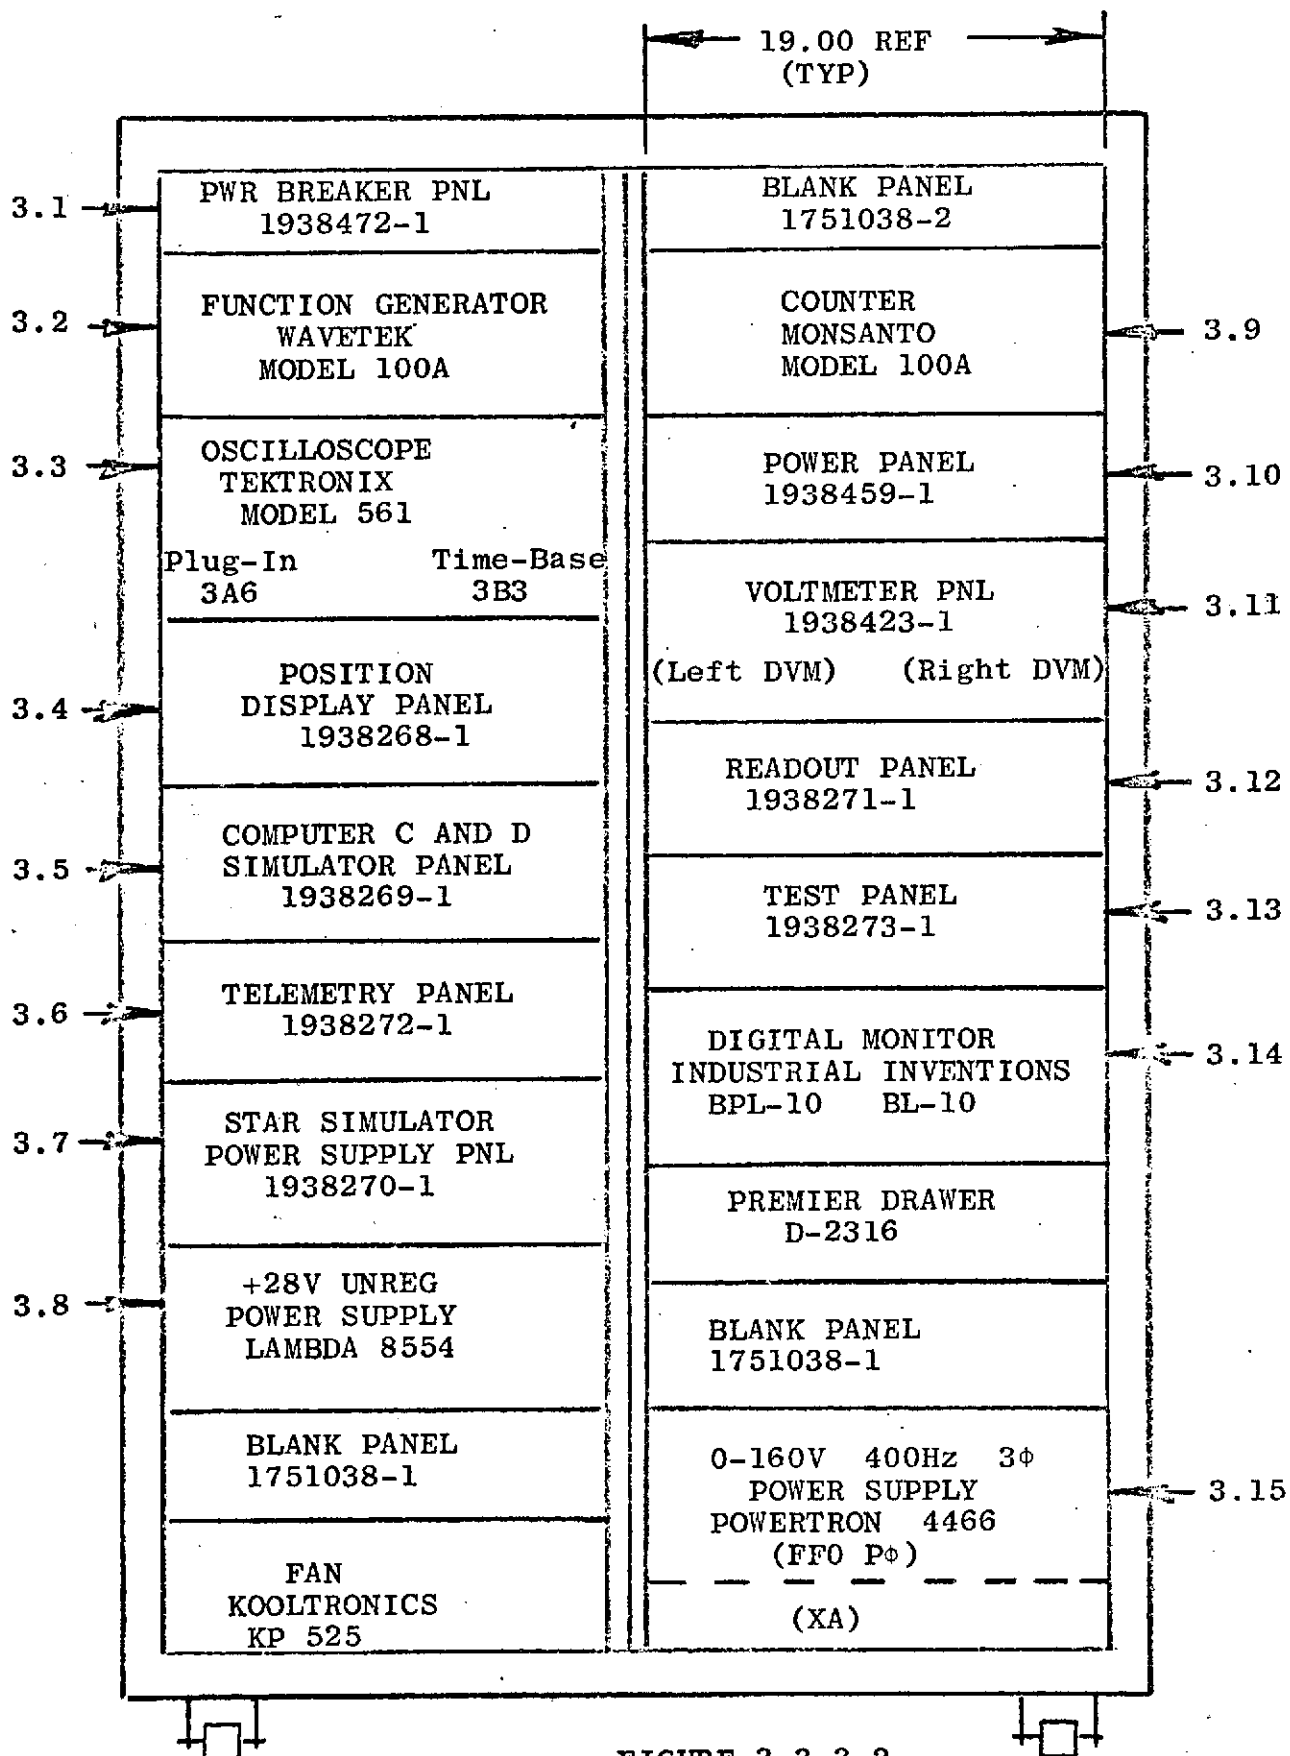 19.00 REF
(TYP)
3.1
PWR BREAKER PNL
1938472-1
3.2
FUNCTION GENERATOR
WAVETEK
MODEL 100A
3.3
OSCILLOSCOPE
TEKTRONIX
MODEL 561
Plug-In Time-Base
3A6 3B3
3.4
POSITION
DISPLAY PANEL
1938268-1
3.5
COMPUTER C AND D
SIMULATOR PANEL
1938269-1
3.6
TELEMETRY PANEL
1938272-1
3.7
STAR SIMULATOR
POWER SUPPLY PNL
1938270-1
3.8
+28V UNREG
POWER SUPPLY
LAMBDA 8554
BLANK PANEL
1751038-1
FAN
KOOLTRONICS
KP 525
BLANK PANEL
1751038-2
COUNTER
MONSANTO
MODEL 100A
3.9
POWER PANEL
1938459-1
3.10
VOLTMETER PNL
1938423-1
(Left DVM) (Right DVM)
3.11
READOUT PANEL
1938271-1
3.12
TEST PANEL
1938273-1
3.13
DIGITAL MONITOR
INDUSTRIAL INVENTIONS
BPL-10 BL-10
3.14
PREMIER DRAWER
D-2316
BLANK PANEL
1751038-1
0-160V 400Hz 3Φ
POWER SUPPLY
POWERTRON 4466
(FFO PΦ)
3.15
(XA)